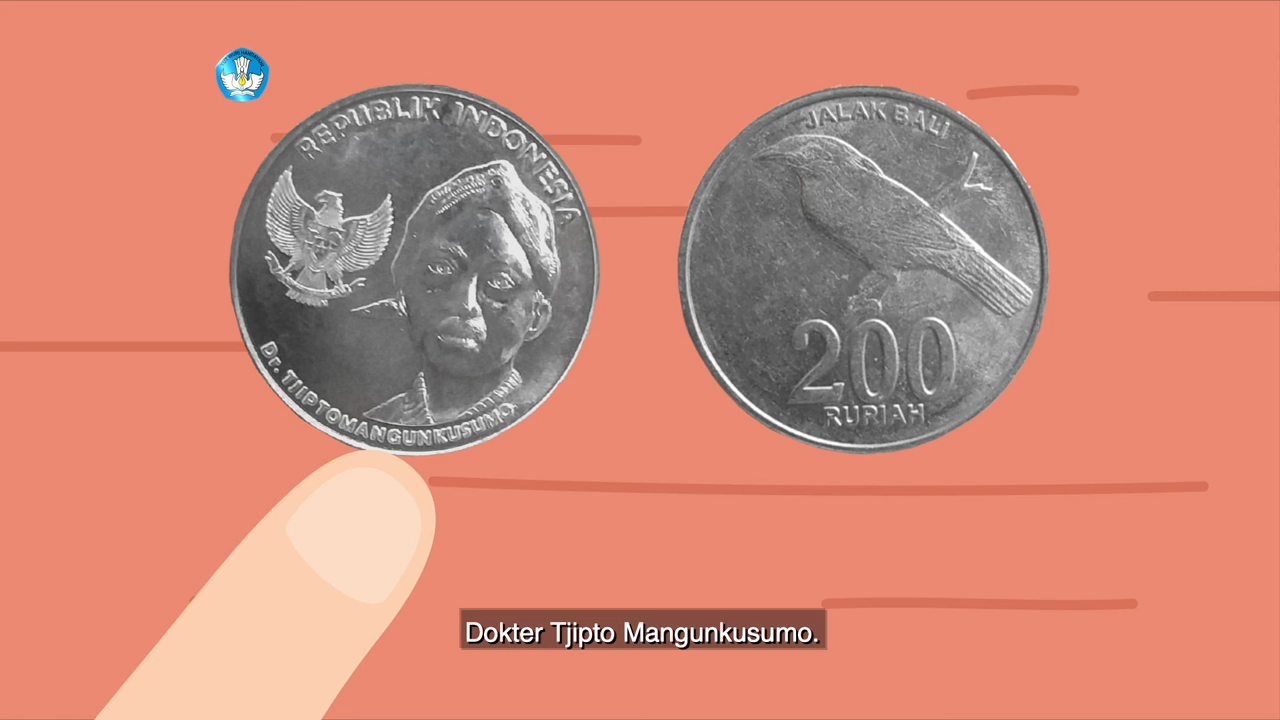 REPUBLIK INDONESIA
Dr. TJIPTOMANGUNKUSUMO
JALAK BALI
200
RUPIAH
Dokter Tjipto Mangunkusumo.